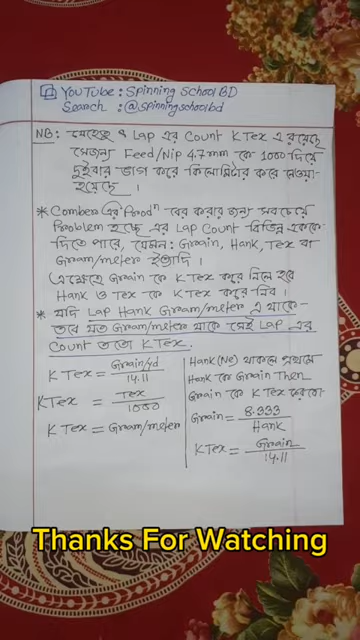 YouTube: Spinning School BD
Search: @spinningschoolbd
NB: যেহেতু Lap এর Count KTex এ রয়েছে
সেজন্য Feed/Nip 4.7mm কে 1000 দিয়ে
দুইবার ভাগ করে কিলোমিটার করে নেওয়া
হয়েছে ।
* Comber এর Prodⁿ বের করার জন্য সবচেয়ে
Problem হচ্ছে এর Lap Count বিভিন্ন এককে
দিতে পারে, যেমন: Grain, Hank, Tex বা
Gram/meter ইত্যাদি ।
এক্ষেত্রে Grain কে KTex করে নিলে হবে
Hank ও Tex কে KTex করে নিব ।
* যদি Lap Hank Gram/meter এ থাকে
তবে যত Gram/meter থাকে সেই Lap এর
Count তত KTex.
KTex = Grain/yd / 14.11
KTex = Tex / 1000
KTex = Gram/meter
Hank (Ne) থাকলে প্রথমে
Hank কে Grain Then
Grain কে KTex করবো
Grain = 8.333 / Hank
KTex = Grain / 14.11
Thanks For Watching